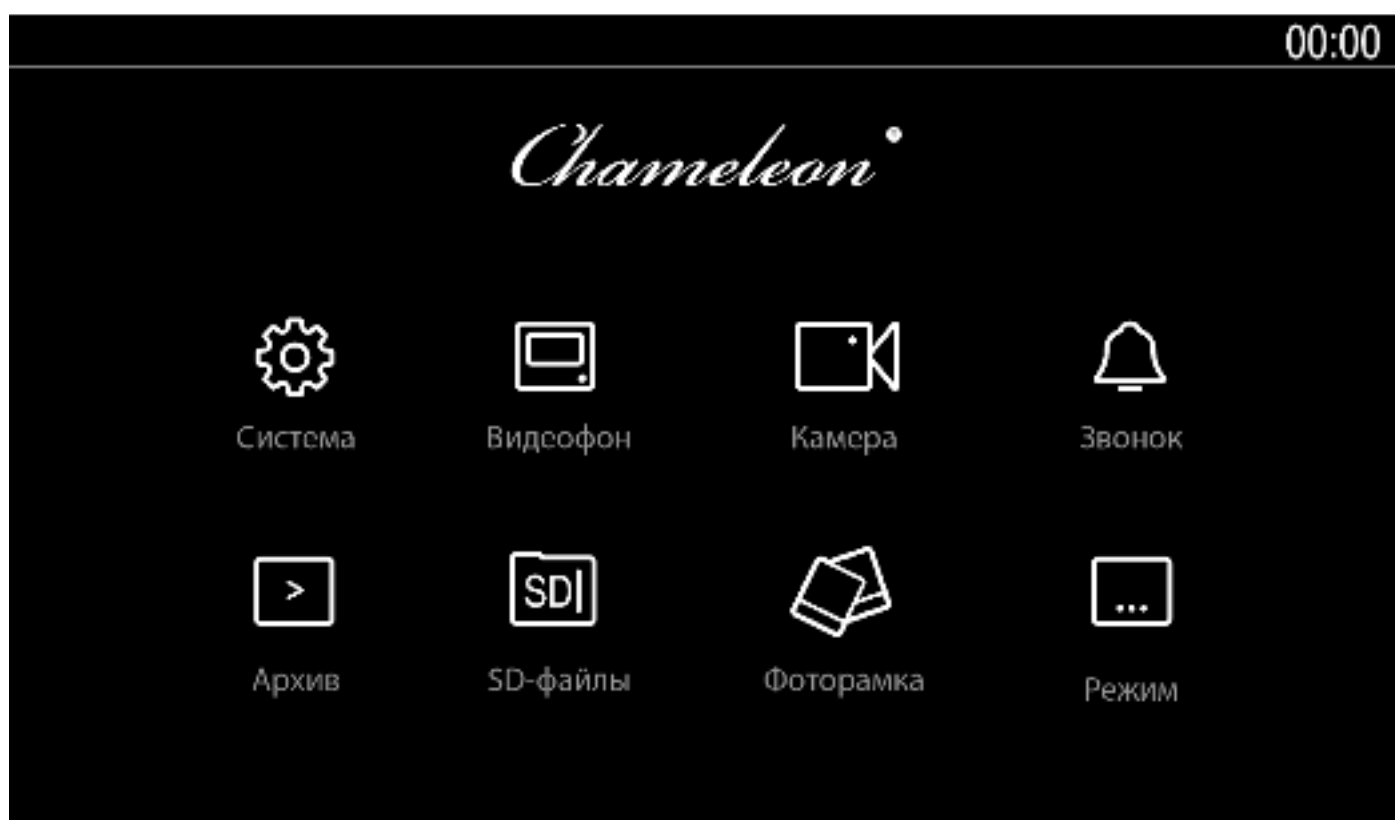 00:00
Chameleon
Система Видеофон Камера Звонок
>
SD
...
Архив SD-файлы Фоторамка Режим